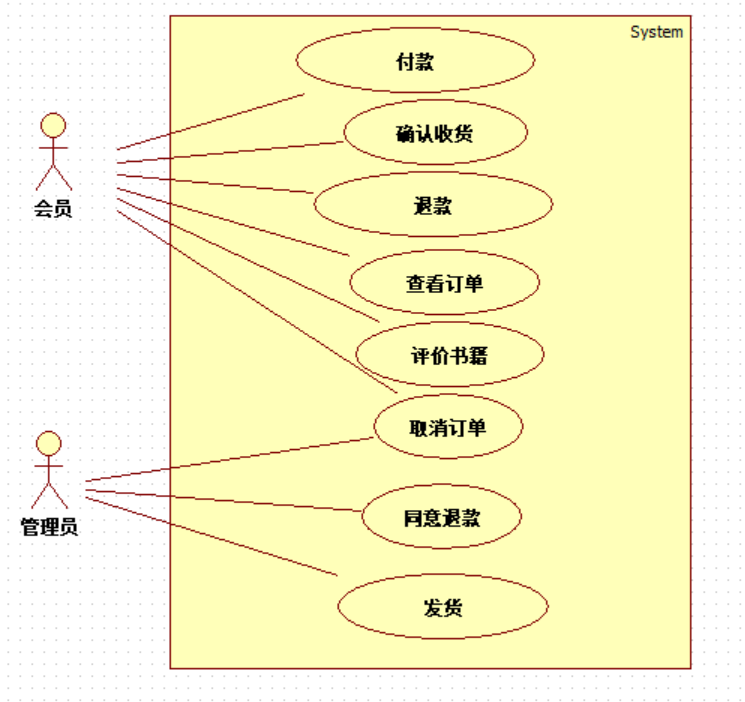 System
付款
确认收货
会员
退款
查看订单
评价书籍
取消订单
管理员
同意退款
发货